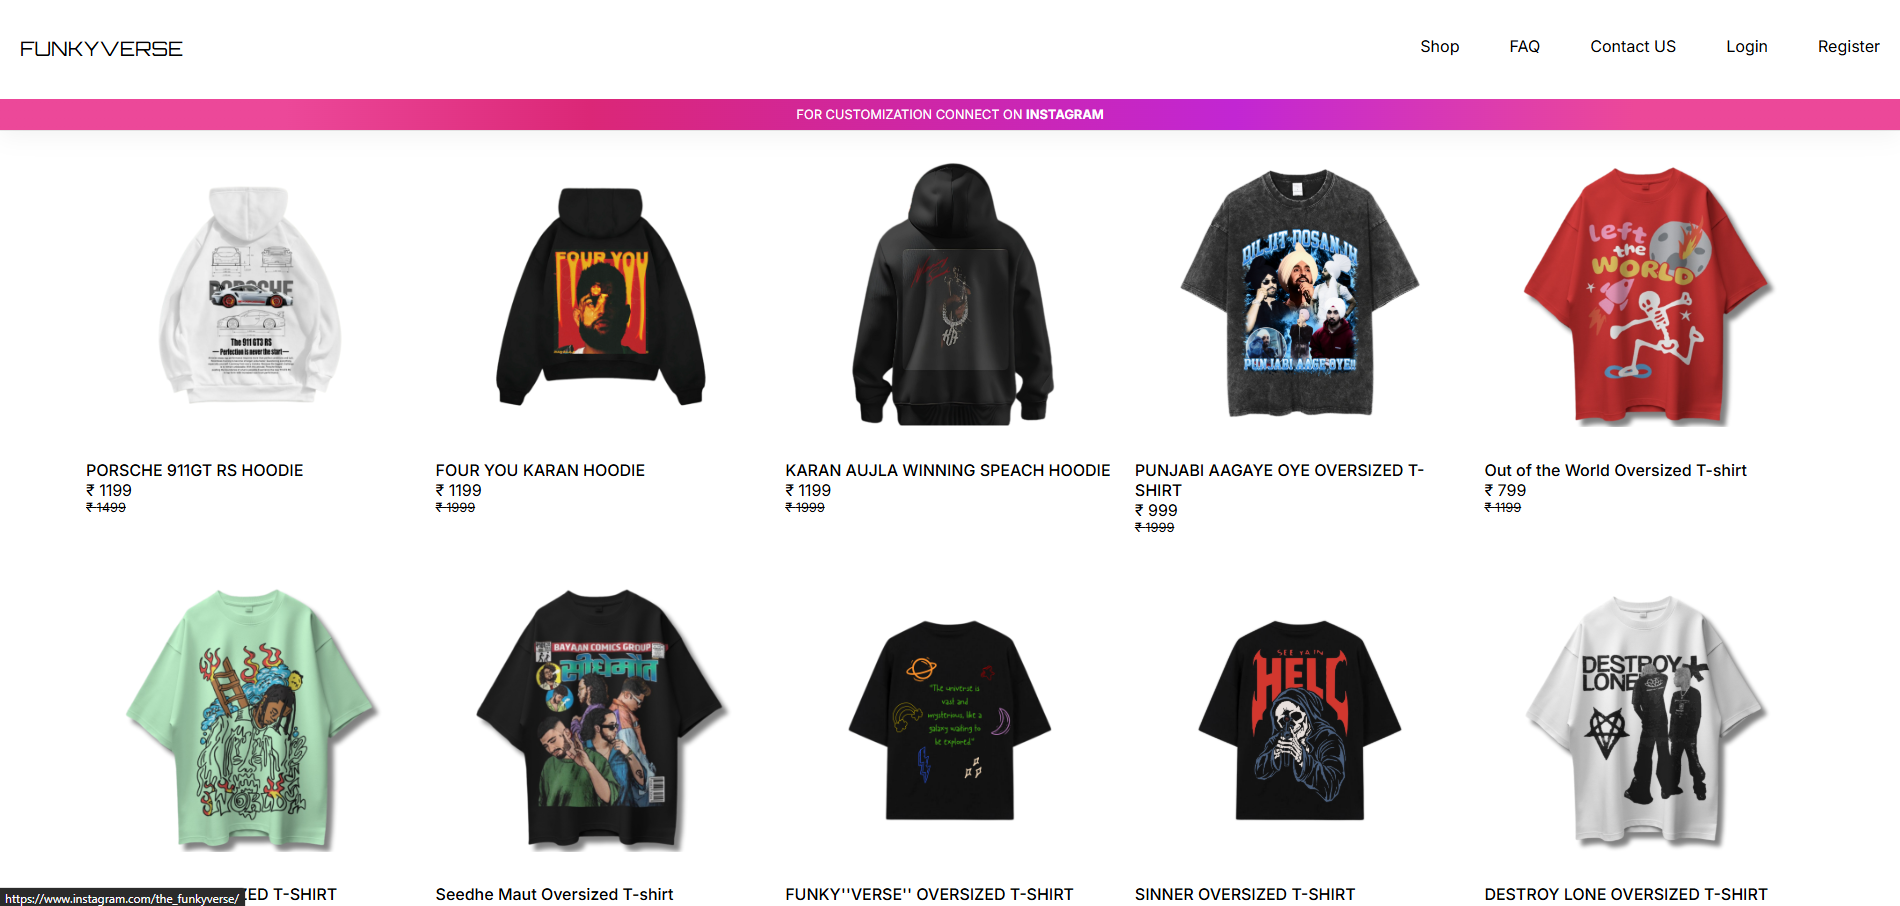 FUNKYVERSE
Shop
FAQ
Contact US
Login
Register
FOR CUSTOMIZATION CONNECT ON INSTAGRAM
PORSCHE
The 911 GT3 RS
Perfection is never the start
FOUR YOU
DILJIT DOSANJH
PUNJABI AAGE OYE!!
Left
the
WORLD
PORSCHE 911GT RS HOODIE
₹ 1199
₹ 1499
FOUR YOU KARAN HOODIE
₹ 1199
₹ 1999
KARAN AUJLA WINNING SPEACH HOODIE
₹ 1199
₹ 1999
PUNJABI AAGAYE OYE OVERSIZED T-
SHIRT
₹ 999
₹ 1999
Out of the World Oversized T-shirt
₹ 799
₹ 1199
BAYAAN COMICS GROUP
सीधेमौत
"The universe is
vast and
mysterious, like a
galaxy waiting to
be explored"
SEE YA IN
HELL
DESTROY
LONE
ZED T-SHIRT
Seedhe Maut Oversized T-shirt
FUNKY''VERSE'' OVERSIZED T-SHIRT
SINNER OVERSIZED T-SHIRT
DESTROY LONE OVERSIZED T-SHIRT
https://www.instagram.com/the_funkyverse/